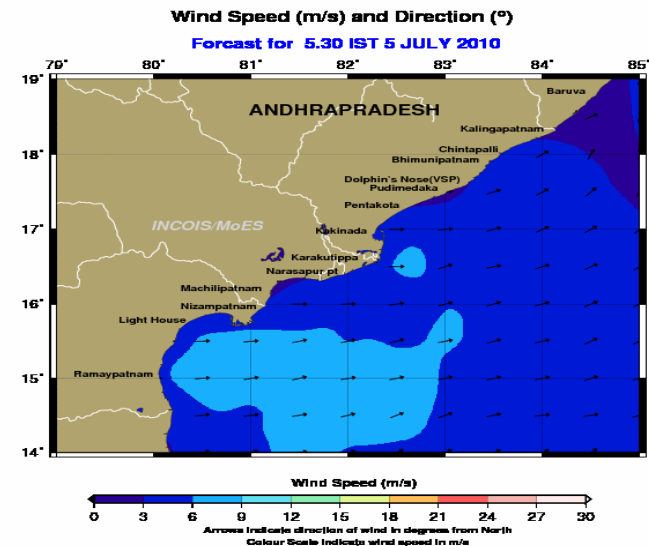 Wind Speed (m/s) and Direction (º)
Forcast for 5.30 IST 5 JULY 2010
79˚ 80˚ 81˚ 82˚ 83˚ 84˚ 85˚
19˚
Baruva
ANDHRAPRADESH
Kalingapatnam
18˚
Chintapalli
Bhimunipatnam
Dolphin's Nose(VSP)
Pudimedaka
Pentakota
17˚
INCOIS/MoES
Kakinada
Karakutippa
Narasapur pt
Machilipatnam
16˚
Nizampatnam
Light House
Ramaypatnam
15˚
14˚
Wind Speed (m/s)
0 3 6 9 12 15 18 21 24 27 30
Arrows indicate direction of wind in degrees from North
Colour Scale indicate wind speed in m/s